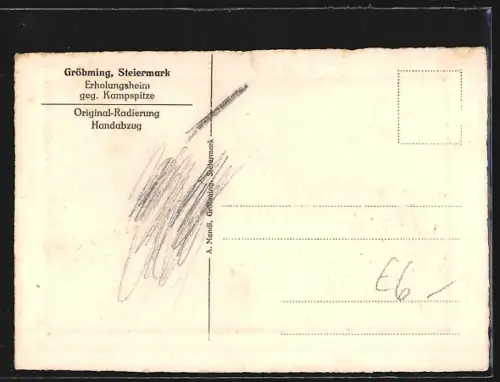 Gröbming, Steiermark
Erholungsheim
geg. Kampspitze
Original-Radierung
Handabzug
A. Mandl, Gröbming, Steiermark
E6-